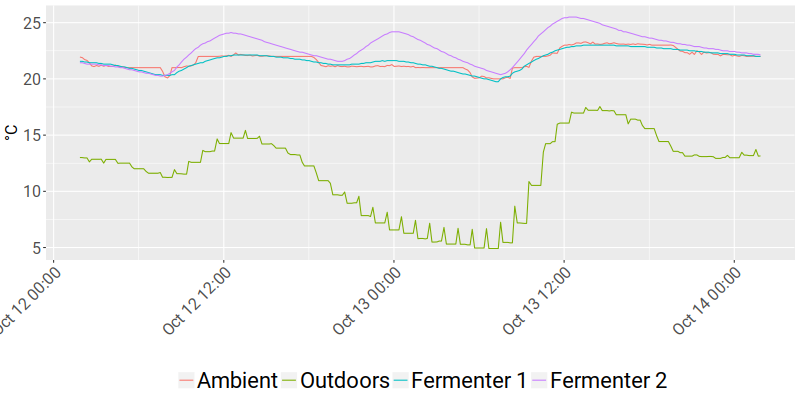 25
20
15
10
5
°C
Oct 12 00:00
Oct 12 12:00
Oct 13 00:00
Oct 13 12:00
Oct 14 00:00
Ambient Outdoors Fermenter 1 Fermenter 2